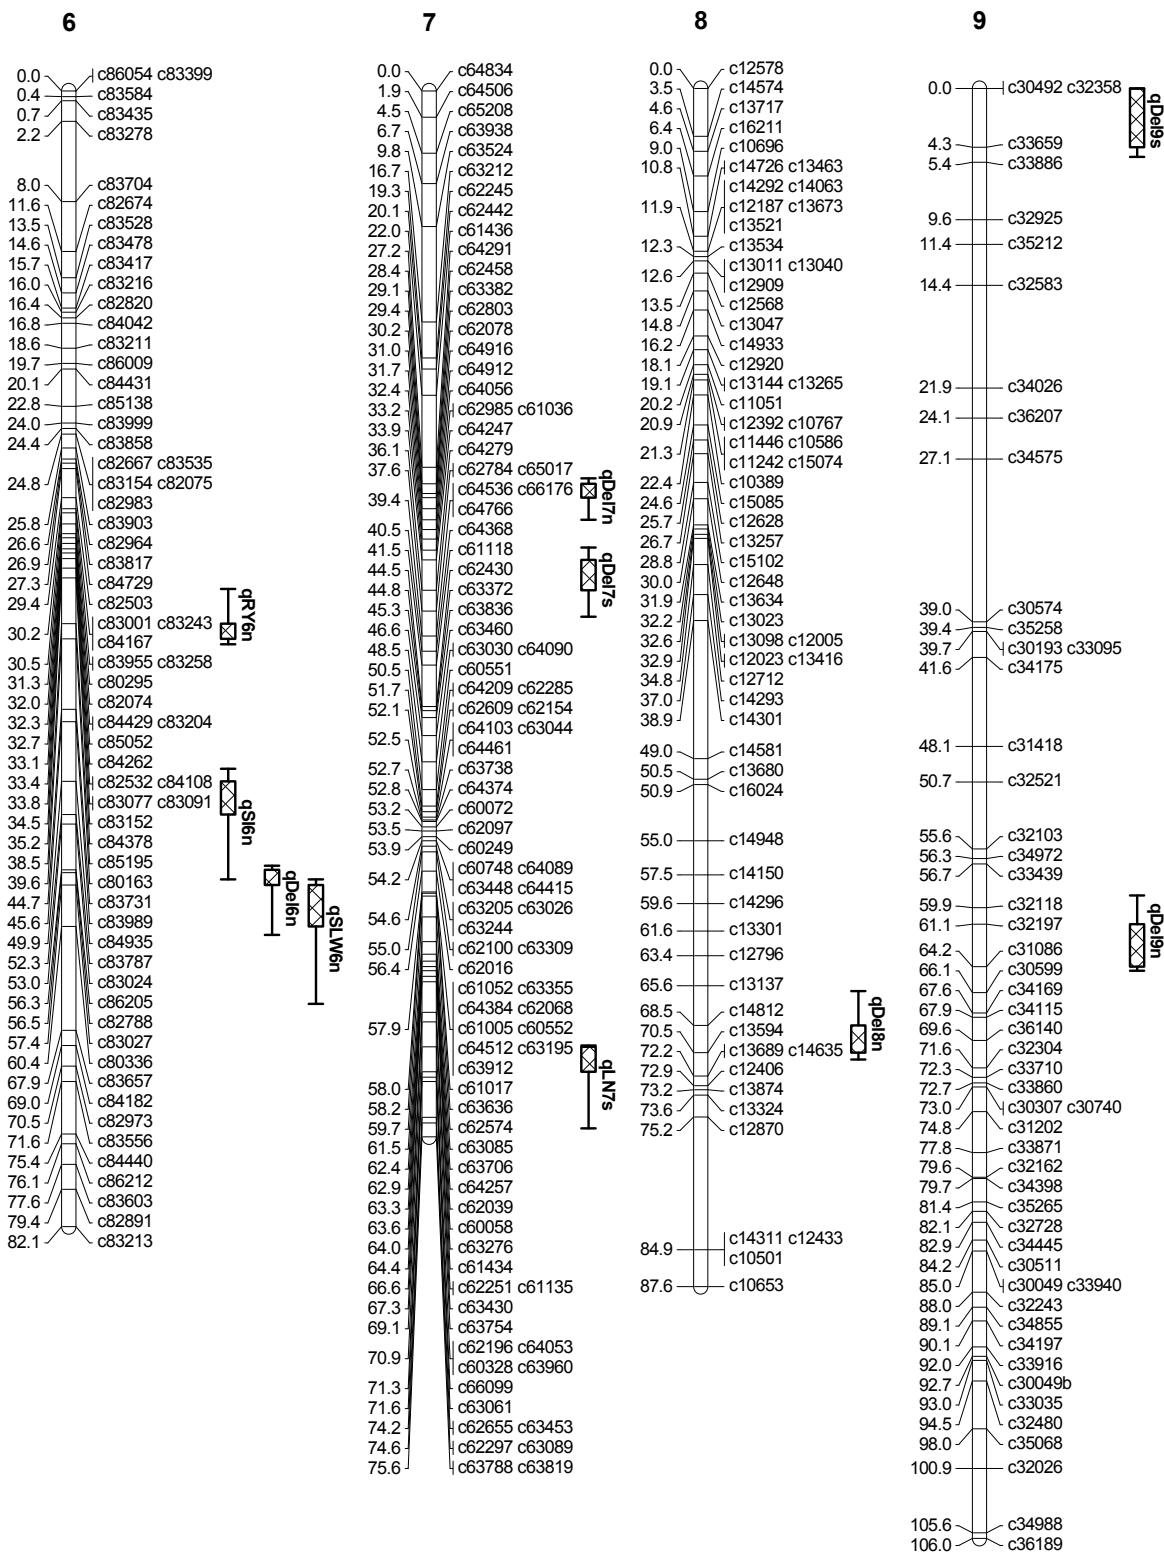 6
0.0 c86054 c83399
0.4 c83584
0.7 c83435
2.2 c83278
8.0 c83704
11.6 c82674
13.5 c83528
14.6 c83478
15.7 c83417
16.0 c83216
16.4 c82820
16.8 c84042
18.6 c83211
19.7 c86009
20.1 c84431
22.8 c85138
24.0 c83999
24.4 c83858
c82667 c83535
24.8 c83154 c82075
c82983
25.8 c83903
26.6 c82964
26.9 c83817
27.3 c84729
29.4 c82503
30.2 c83001 c83243
c84167
30.5 c83955 c83258
31.3 c80295
32.0 c82074
32.3 c84429 c83204
32.7 c85052
33.1 c84262
33.4 c82532 c84108
33.8 c83077 c83091
34.5 c83152
35.2 c84378
38.5 c85195
39.6 c80163
44.7 c83731
45.6 c83989
49.9 c84935
52.3 c83787
53.0 c83024
56.3 c86205
56.5 c82788
57.4 c83027
60.4 c80336
67.9 c83657
69.0 c84182
70.5 c82973
71.6 c83556
75.4 c84440
76.1 c86212
77.6 c83603
79.4 c82891
82.1 c83213
qRY6n
qSI6n
qDel6n
qSLW6n
7
0.0 c64834
1.9 c64506
4.5 c65208
6.7 c63938
9.8 c63524
16.7 c63212
19.3 c62245
20.1 c62442
22.0 c61436
27.2 c64291
28.4 c62458
29.1 c63382
29.4 c62803
30.2 c62078
31.0 c64916
31.7 c64912
32.4 c64056
33.2 c62985 c61036
33.9 c64247
36.1 c64279
37.6 c62784 c65017
39.4 c64536 c66176
c64766
40.5 c64368
41.5 c61118
44.5 c62430
44.8 c63372
45.3 c63836
46.6 c63460
48.5 c63030 c64090
50.5 c60551
51.7 c64209 c62285
52.1 c62609 c62154
52.5 c64103 c63044
c64461
52.7 c63738
52.8 c64374
53.2 c60072
53.5 c62097
53.9 c60249
54.2 c60748 c64089
c63448 c64415
54.6 c63205 c63026
c63244
55.0 c62100 c63309
56.4 c62016
c61052 c63355
c64384 c62068
57.9 c61005 c60552
c64512 c63195
c63912
58.0 c61017
58.2 c63636
59.7 c62574
61.5 c63085
62.4 c63706
62.9 c64257
63.3 c62039
63.6 c60058
64.0 c63276
64.4 c61434
66.6 c62251 c61135
67.3 c63430
69.1 c63754
70.9 c62196 c64053
c60328 c63960
71.3 c66099
71.6 c63061
74.2 c62655 c63453
74.6 c62297 c63089
75.6 c63788 c63819
qDel7n
qDel7s
qLN7s
8
0.0 c12578
3.5 c14574
4.6 c13717
6.4 c16211
9.0 c10696
10.8 c14726 c13463
c14292 c14063
11.9 c12187 c13673
c13521
12.3 c13534
12.6 c13011 c13040
c12909
13.5 c12568
14.8 c13047
16.2 c14933
18.1 c12920
19.1 c13144 c13265
20.2 c11051
20.9 c12392 c10767
21.3 c11446 c10586
c11242 c15074
22.4 c10389
24.6 c15085
25.7 c12628
26.7 c13257
28.8 c15102
30.0 c12648
31.9 c13634
32.2 c13023
32.6 c13098 c12005
32.9 c12023 c13416
34.8 c12712
37.0 c14293
38.9 c14301
49.0 c14581
50.5 c13680
50.9 c16024
55.0 c14948
57.5 c14150
59.6 c14296
61.6 c13301
63.4 c12796
65.6 c13137
68.5 c14812
70.5 c13594
72.2 c13689 c14635
72.9 c12406
73.2 c13874
73.6 c13324
75.2 c12870
84.9 c14311 c12433
c10501
87.6 c10653
qDel8n
9
0.0 c30492 c32358
4.3 c33659
5.4 c33886
9.6 c32925
11.4 c35212
14.4 c32583
21.9 c34026
24.1 c36207
27.1 c34575
39.0 c30574
39.4 c35258
39.7 c30193 c33095
41.6 c34175
48.1 c31418
50.7 c32521
55.6 c32103
56.3 c34972
56.7 c33439
59.9 c32118
61.1 c32197
64.2 c31086
66.1 c30599
67.6 c34169
67.9 c34115
69.6 c36140
71.6 c32304
72.3 c33710
72.7 c33860
73.0 c30307 c30740
74.8 c31202
77.8 c33871
79.6 c32162
79.7 c34398
81.4 c35265
82.1 c32728
82.9 c34445
84.2 c30511
85.0 c30049 c33940
88.0 c32243
89.1 c34855
90.1 c34197
92.0 c33916
92.7 c30049b
93.0 c33035
94.5 c32480
98.0 c35068
100.9 c32026
105.6 c34988
106.0 c36189
qDel9s
qDel9n